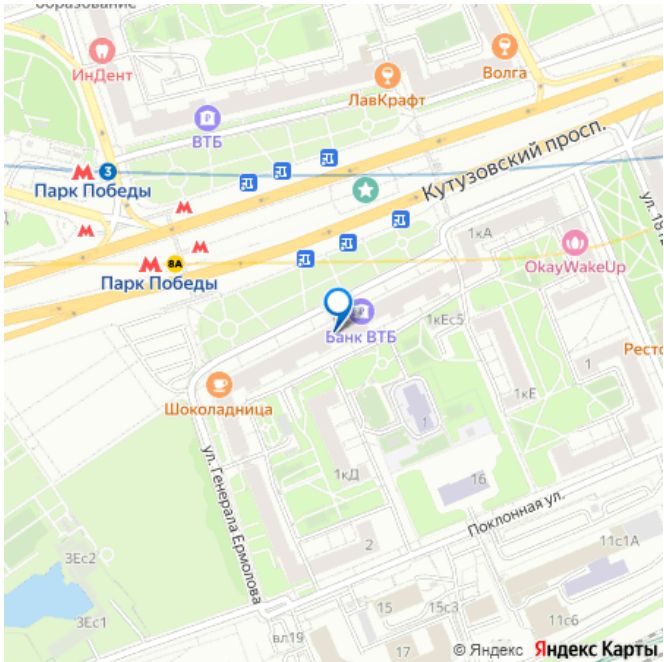 образование
ИнДент
ВТБ
ЛавКрафт
Волга
3
Парк Победы
8А
Парк Победы
Кутузовский просп.
1кА
OkayWakeUp
Банк ВТБ
1кЕс5
Шоколадница
1кЕ
1
1
1кД
16
ул. Генерала Ермолова
Поклонная ул.
2
3Ес2
3Ес1
15
15с3
11с1А
11с6
вл19
17
© Яндекс Яндекс Карты